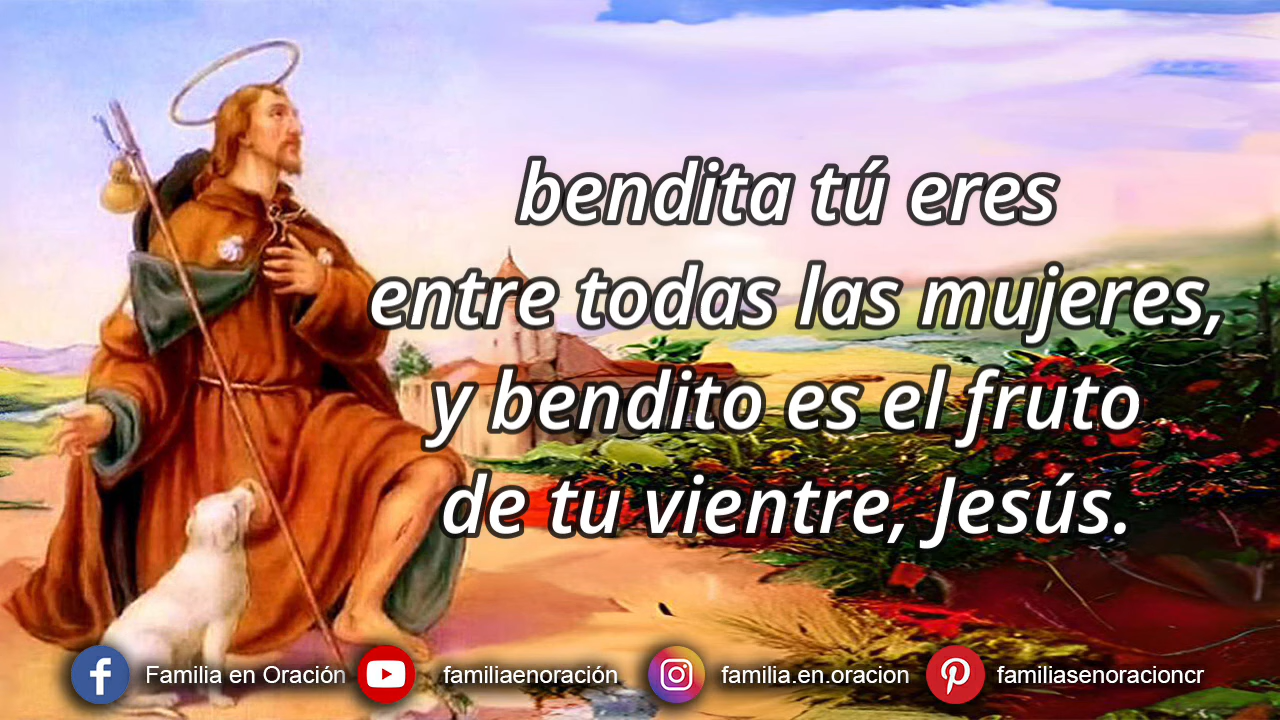 bendita tú eres
entre todas las mujeres,
y bendito es el fruto
de tu vientre, Jesús.
Familia en Oración familiaenoración familia.en.oracion familiasenoracioncr